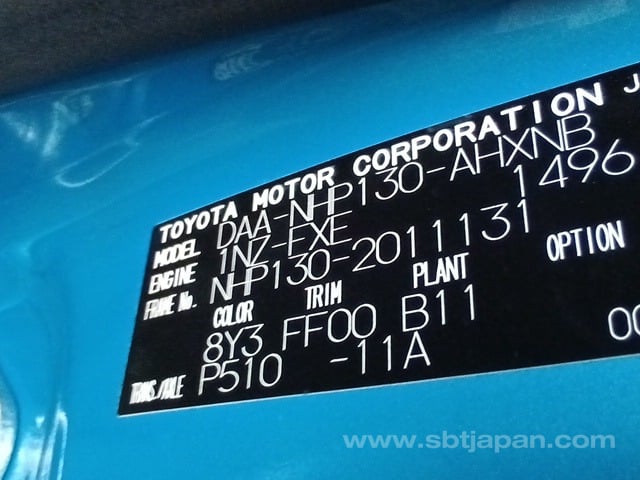 TOYOTA MOTOR CORPORATION J
MODEL DAA-NHP130-AHXNB
ENGINE 1NZ-FXE 1496
FRAME No. NHP130-2011131
COLOR TRIM PLANT OPTION
8Y3 FF00 B11
TRANS./AXLE P510 -11A 00
www.sbtjapan.com